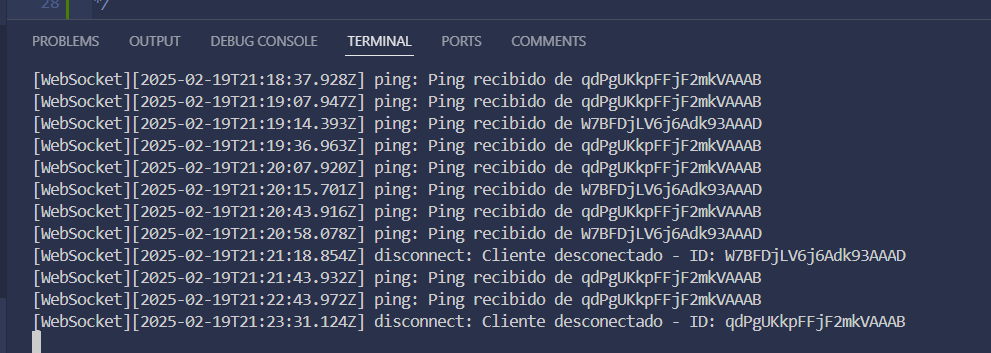 28 */
PROBLEMS OUTPUT DEBUG CONSOLE TERMINAL PORTS COMMENTS
[WebSocket][2025-02-19T21:18:37.928Z] ping: Ping recibido de qdPgUKkpFFjF2mkVAAAB
[WebSocket][2025-02-19T21:19:07.947Z] ping: Ping recibido de qdPgUKkpFFjF2mkVAAAB
[WebSocket][2025-02-19T21:19:14.393Z] ping: Ping recibido de W7BFDjLV6j6Adk93AAAD
[WebSocket][2025-02-19T21:19:36.963Z] ping: Ping recibido de qdPgUKkpFFjF2mkVAAAB
[WebSocket][2025-02-19T21:20:07.920Z] ping: Ping recibido de qdPgUKkpFFjF2mkVAAAB
[WebSocket][2025-02-19T21:20:15.701Z] ping: Ping recibido de W7BFDjLV6j6Adk93AAAD
[WebSocket][2025-02-19T21:20:43.916Z] ping: Ping recibido de qdPgUKkpFFjF2mkVAAAB
[WebSocket][2025-02-19T21:20:58.078Z] ping: Ping recibido de W7BFDjLV6j6Adk93AAAD
[WebSocket][2025-02-19T21:21:18.854Z] disconnect: Cliente desconectado - ID: W7BFDjLV6j6Adk93AAAD
[WebSocket][2025-02-19T21:21:43.932Z] ping: Ping recibido de qdPgUKkpFFjF2mkVAAAB
[WebSocket][2025-02-19T21:22:43.972Z] ping: Ping recibido de qdPgUKkpFFjF2mkVAAAB
[WebSocket][2025-02-19T21:23:31.124Z] disconnect: Cliente desconectado - ID: qdPgUKkpFFjF2mkVAAAB